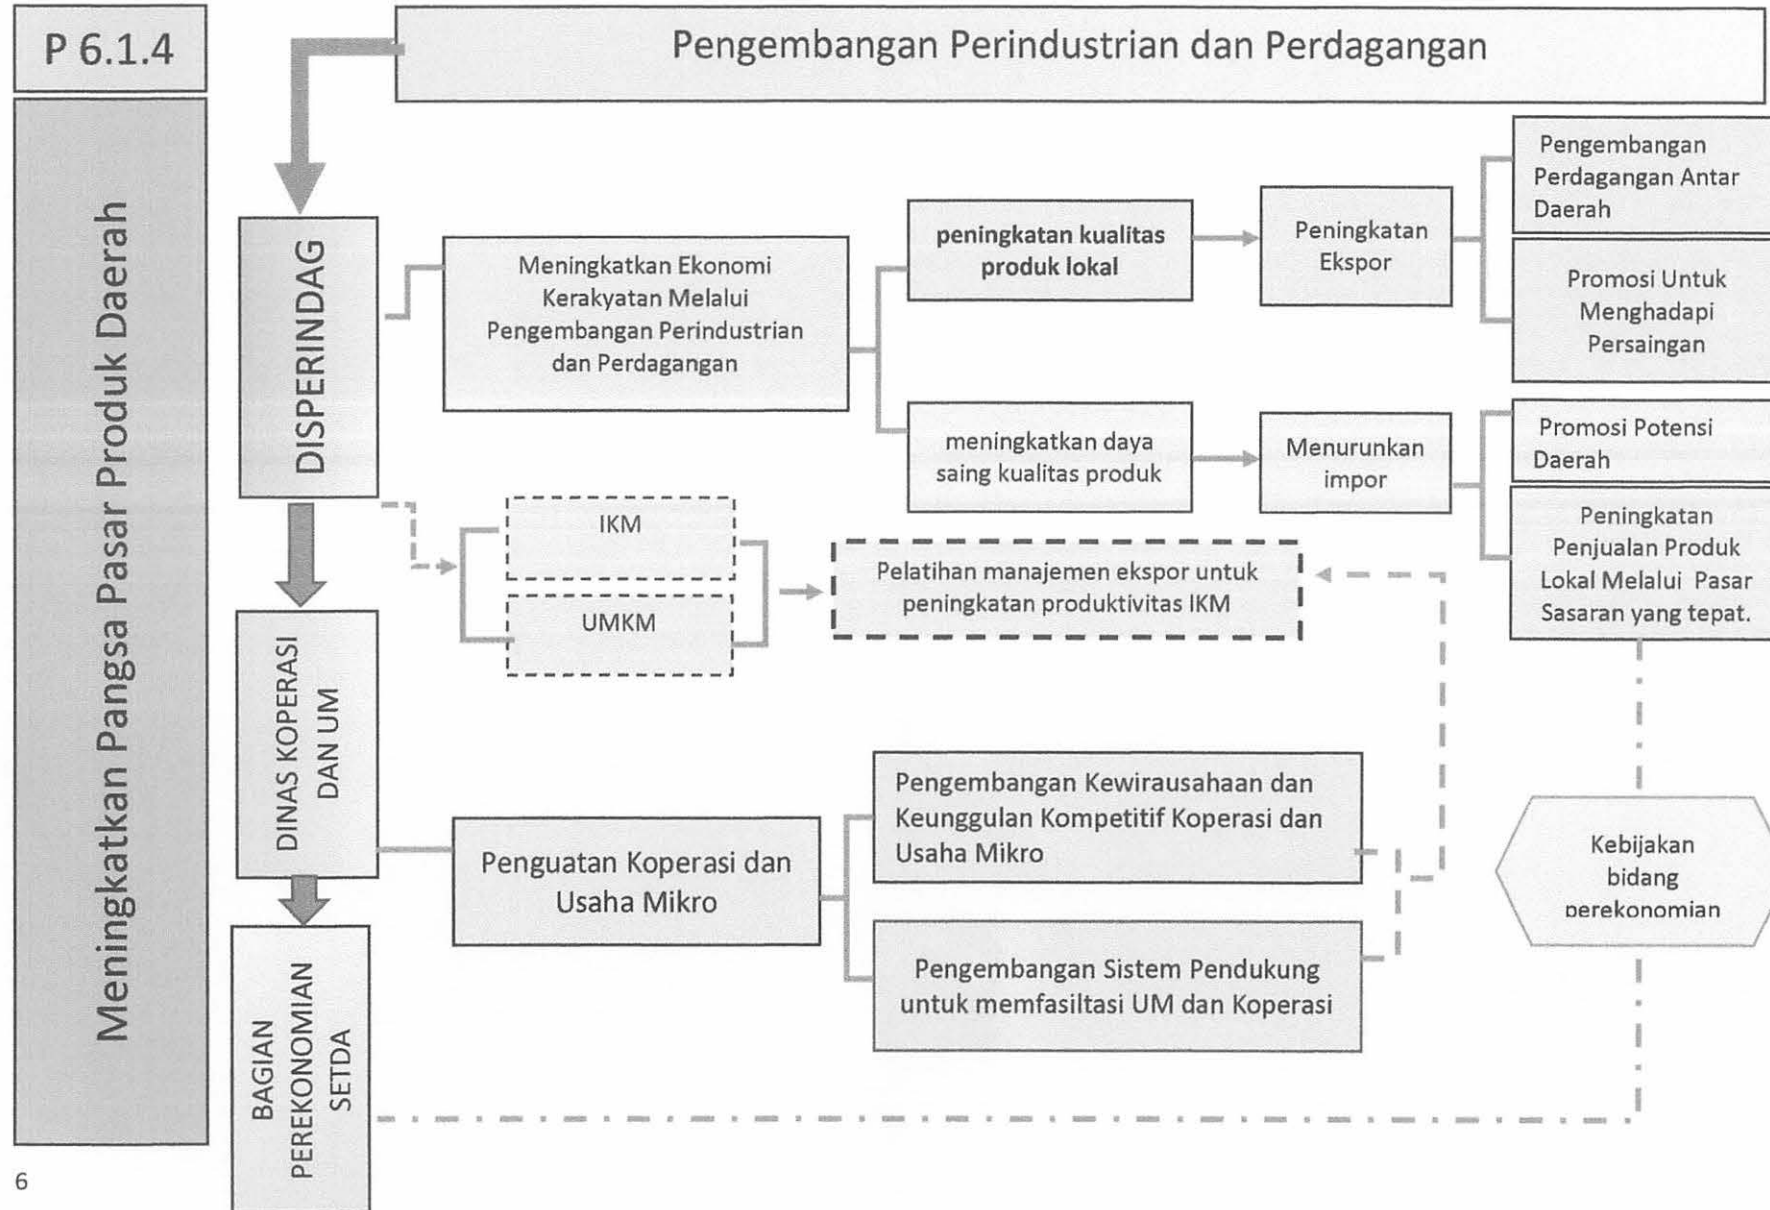 P 6.1.4
Pengembangan Perindustrian dan Perdagangan
Meningkatkan Pangsa Pasar Produk Daerah
DISPERINDAG
Meningkatkan Ekonomi
Kerakyatan Melalui
Pengembangan Perindustrian
dan Perdagangan
peningkatan kualitas
produk lokal
Peningkatan
Ekspor
Pengembangan
Perdagangan Antar
Daerah
Promosi Untuk
Menghadapi
Persaingan
meningkatkan daya
saing kualitas produk
Menurunkan
impor
Promosi Potensi
Daerah
Peningkatan
Penjualan Produk
Lokal Melalui Pasar
Sasaran yang tepat.
IKM
UMKM
Pelatihan manajemen ekspor untuk
peningkatan produktivitas IKM
DINAS KOPERASI
DAN UM
Penguatan Koperasi dan
Usaha Mikro
Pengembangan Kewirausahaan dan
Keunggulan Kompetitif Koperasi dan
Usaha Mikro
Pengembangan Sistem Pendukung
untuk memfasiltasi UM dan Koperasi
Kebijakan
bidang
perekonomian
BAGIAN
PEREKONOMIAN
SETDA
6